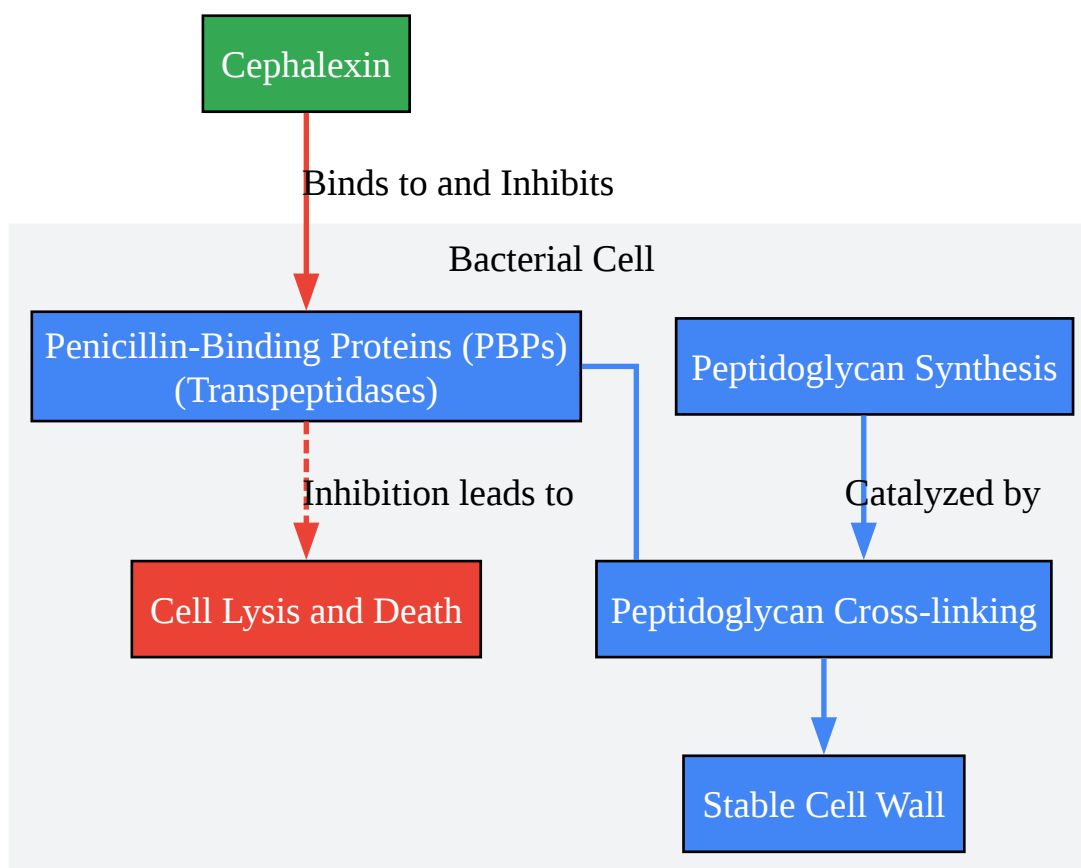 Cephalexin
Binds to and Inhibits
Bacterial Cell
Penicillin-Binding Proteins (PBPs)
(Transpeptidases)
Peptidoglycan Synthesis
Inhibition leads to
Catalyzed by
Cell Lysis and Death
Peptidoglycan Cross-linking
Stable Cell Wall